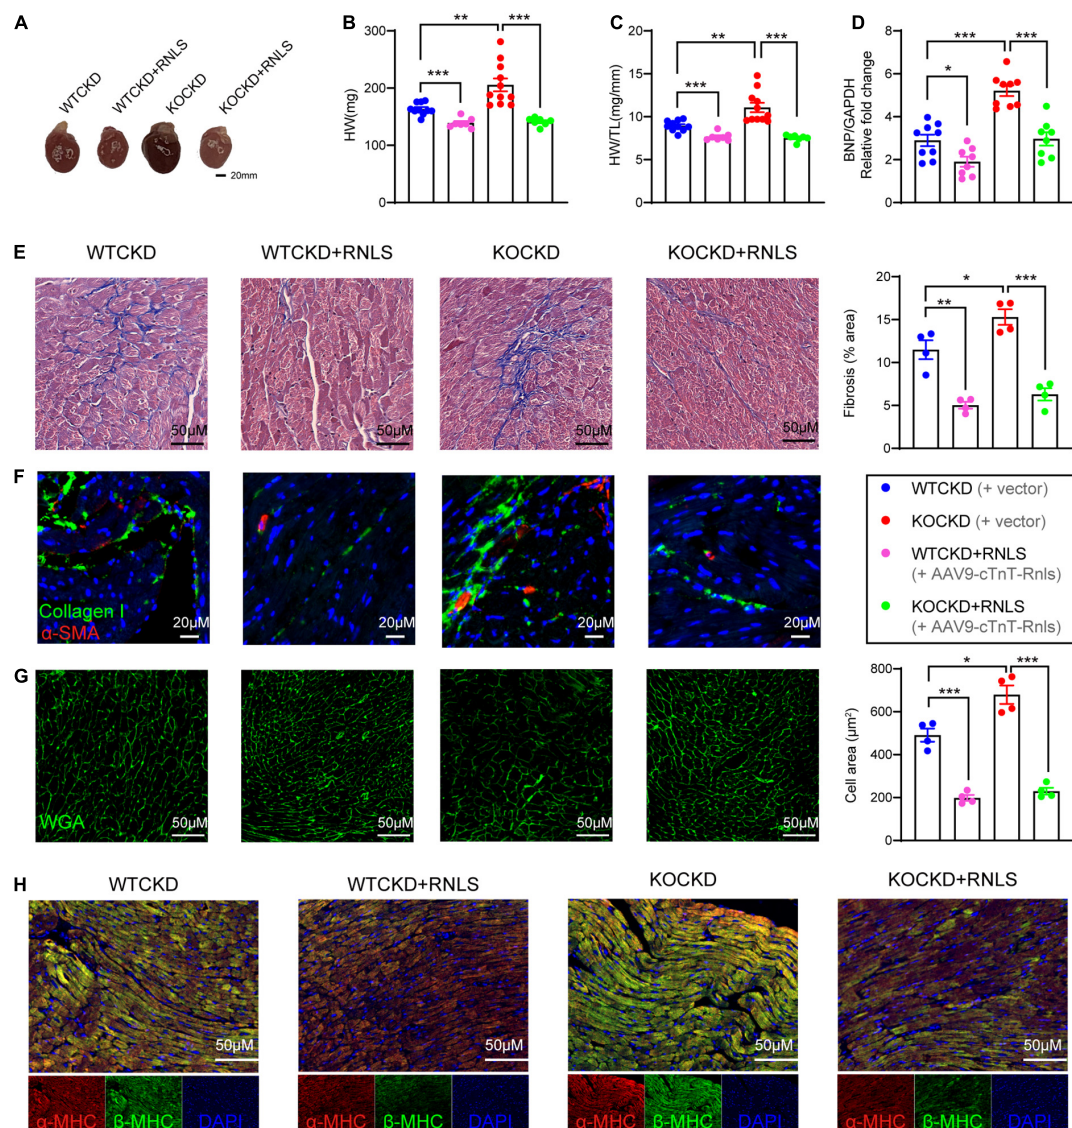 A
WTCKD
WTCKD+RNLS
KOCKD
KOCKD+RNLS
20mm
B
HW(mg)
300
200
100
0
**
***
***
C
HW/TL(mg/mm)
20
15
10
5
0
**
***
***
D
BNP/GAPDH
Relative fold change
8
6
4
2
0
***
*
***
E
WTCKD
WTCKD+RNLS
KOCKD
KOCKD+RNLS
50μM
50μM
50μM
50μM
Fibrosis (% area)
20
15
10
5
0
*
**
***
F
Collagen I
α-SMA
20μM
20μM
20μM
20μM
WTCKD (+ vector)
KOCKD (+ vector)
WTCKD+RNLS
(+ AAV9-cTnT-Rnls)
KOCKD+RNLS
(+ AAV9-cTnT-Rnls)
G
WGA
50μM
50μM
50μM
50μM
Cell area (μm²)
800
600
400
200
0
*
***
***
H
WTCKD
WTCKD+RNLS
KOCKD
KOCKD+RNLS
50μM
50μM
50μM
50μM
α-MHC β-MHC DAPI
α-MHC β-MHC DAPI
α-MHC β-MHC DAPI
α-MHC β-MHC DAPI